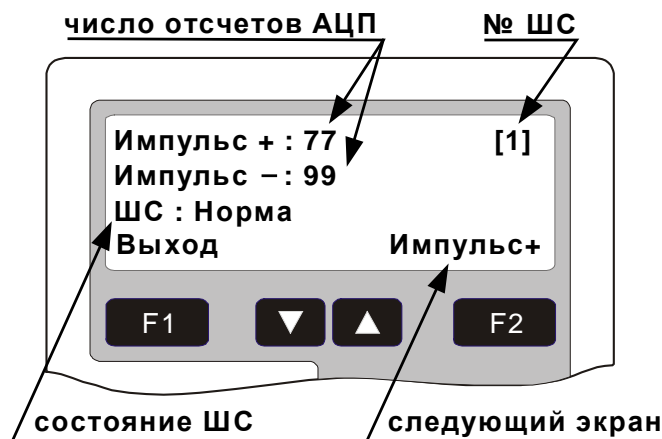 число отсчетов АЦП № ШС
Импульс + : 77 [1]
Импульс – : 99
ШС : Норма
Выход Импульс+
F1 F2
состояние ШС следующий экран